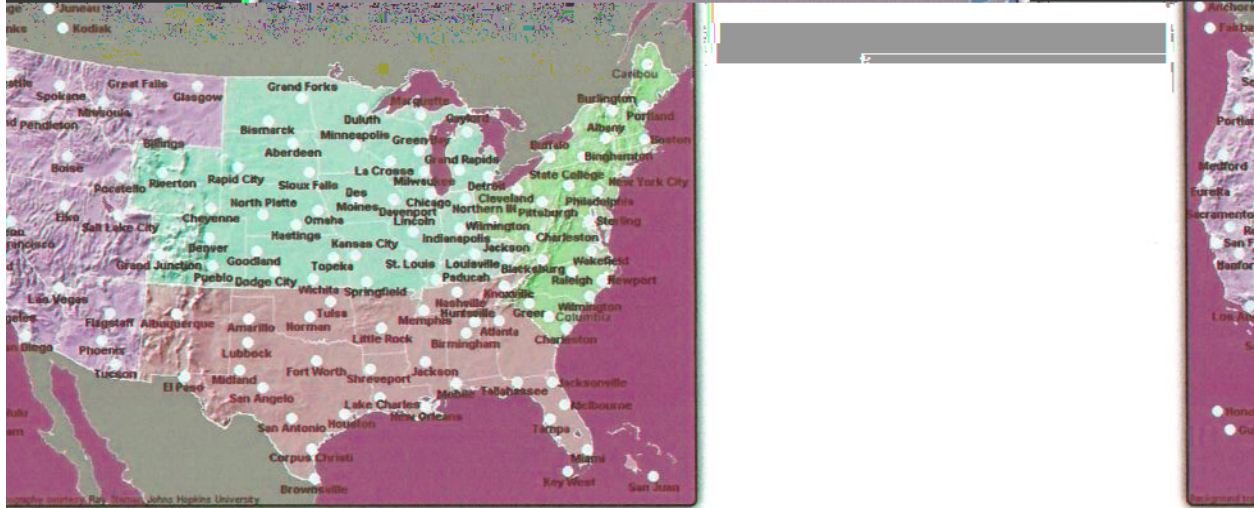 Juneau
Kodiak
Caribou
Spokane
Great Falls
Glasgow
Grand Forks
Marquette
Burlington
Missoula
Pendleton
Duluth
Gaylord
Portland
Bismarck
Minneapolis
Green Bay
Albany
Boston
Billings
Aberdeen
Buffalo
Binghamton
Boise
La Crosse
Grand Rapids
Pocatello
Riverton
Rapid City
Sioux Falls
Milwaukee
Detroit
State College
New York City
Des
Moines
Elko
North Platte
Chicago
Cleveland
Philadelphia
Salt Lake City
Cheyenne
Omaha
Davenport
Northern Ill
Pittsburgh
Lincoln
Sterling
Wilmington
Hastings
Indianapolis
Charleston
Denver
Kansas City
Jackson
Grand Junction
Goodland
Topeka
St. Louis
Louisville
Blacksburg
Wakefield
Pueblo
Dodge City
Paducah
Raleigh
Newport
Wichita
Springfield
Knoxville
Las Vegas
Nashville
Tulsa
Huntsville
Greer
Wilmington
Flagstaff
Albuquerque
Amarillo
Norman
Memphis
Atlanta
Columbia
Little Rock
Birmingham
Charleston
Phoenix
Lubbock
Tucson
Fort Worth
Shreveport
Jackson
El Paso
Midland
Mobile
Tallahassee
Jacksonville
San Angelo
Lake Charles
New Orleans
Melbourne
San Antonio
Houston
Tampa
Corpus Christi
Miami
Brownsville
Key West
San Juan
Johns Hopkins University
Medford
Eureka